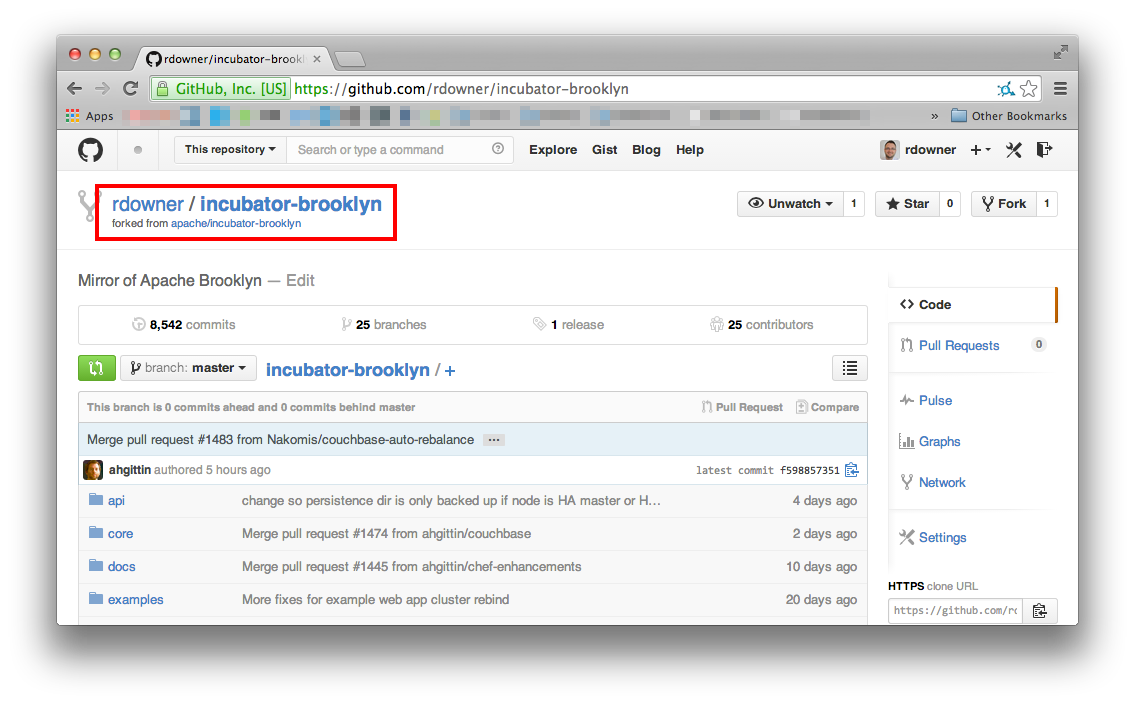 rdowner/incubator-brookl
GitHub, Inc. [US] https://github.com/rdowner/incubator-brooklyn
Apps » Other Bookmarks
This repository Search or type a command Explore Gist Blog Help rdowner
rdowner / incubator-brooklyn Unwatch 1 Star 0 Fork 1
forked from apache/incubator-brooklyn
Mirror of Apache Brooklyn — Edit
8,542 commits 25 branches 1 release 25 contributors
Code
Pull Requests 0
Pulse
Graphs
Network
Settings
HTTPS clone URL
https://github.com/r
branch: master incubator-brooklyn / +
This branch is 0 commits ahead and 0 commits behind master Pull Request Compare
Merge pull request #1483 from Nakomis/couchbase-auto-rebalance ...
ahgittin authored 5 hours ago latest commit f598857351
api change so persistence dir is only backed up if node is HA master or H… 4 days ago
core Merge pull request #1474 from ahgittin/couchbase 2 days ago
docs Merge pull request #1445 from ahgittin/chef-enhancements 10 days ago
examples More fixes for example web app cluster rebind 20 days ago